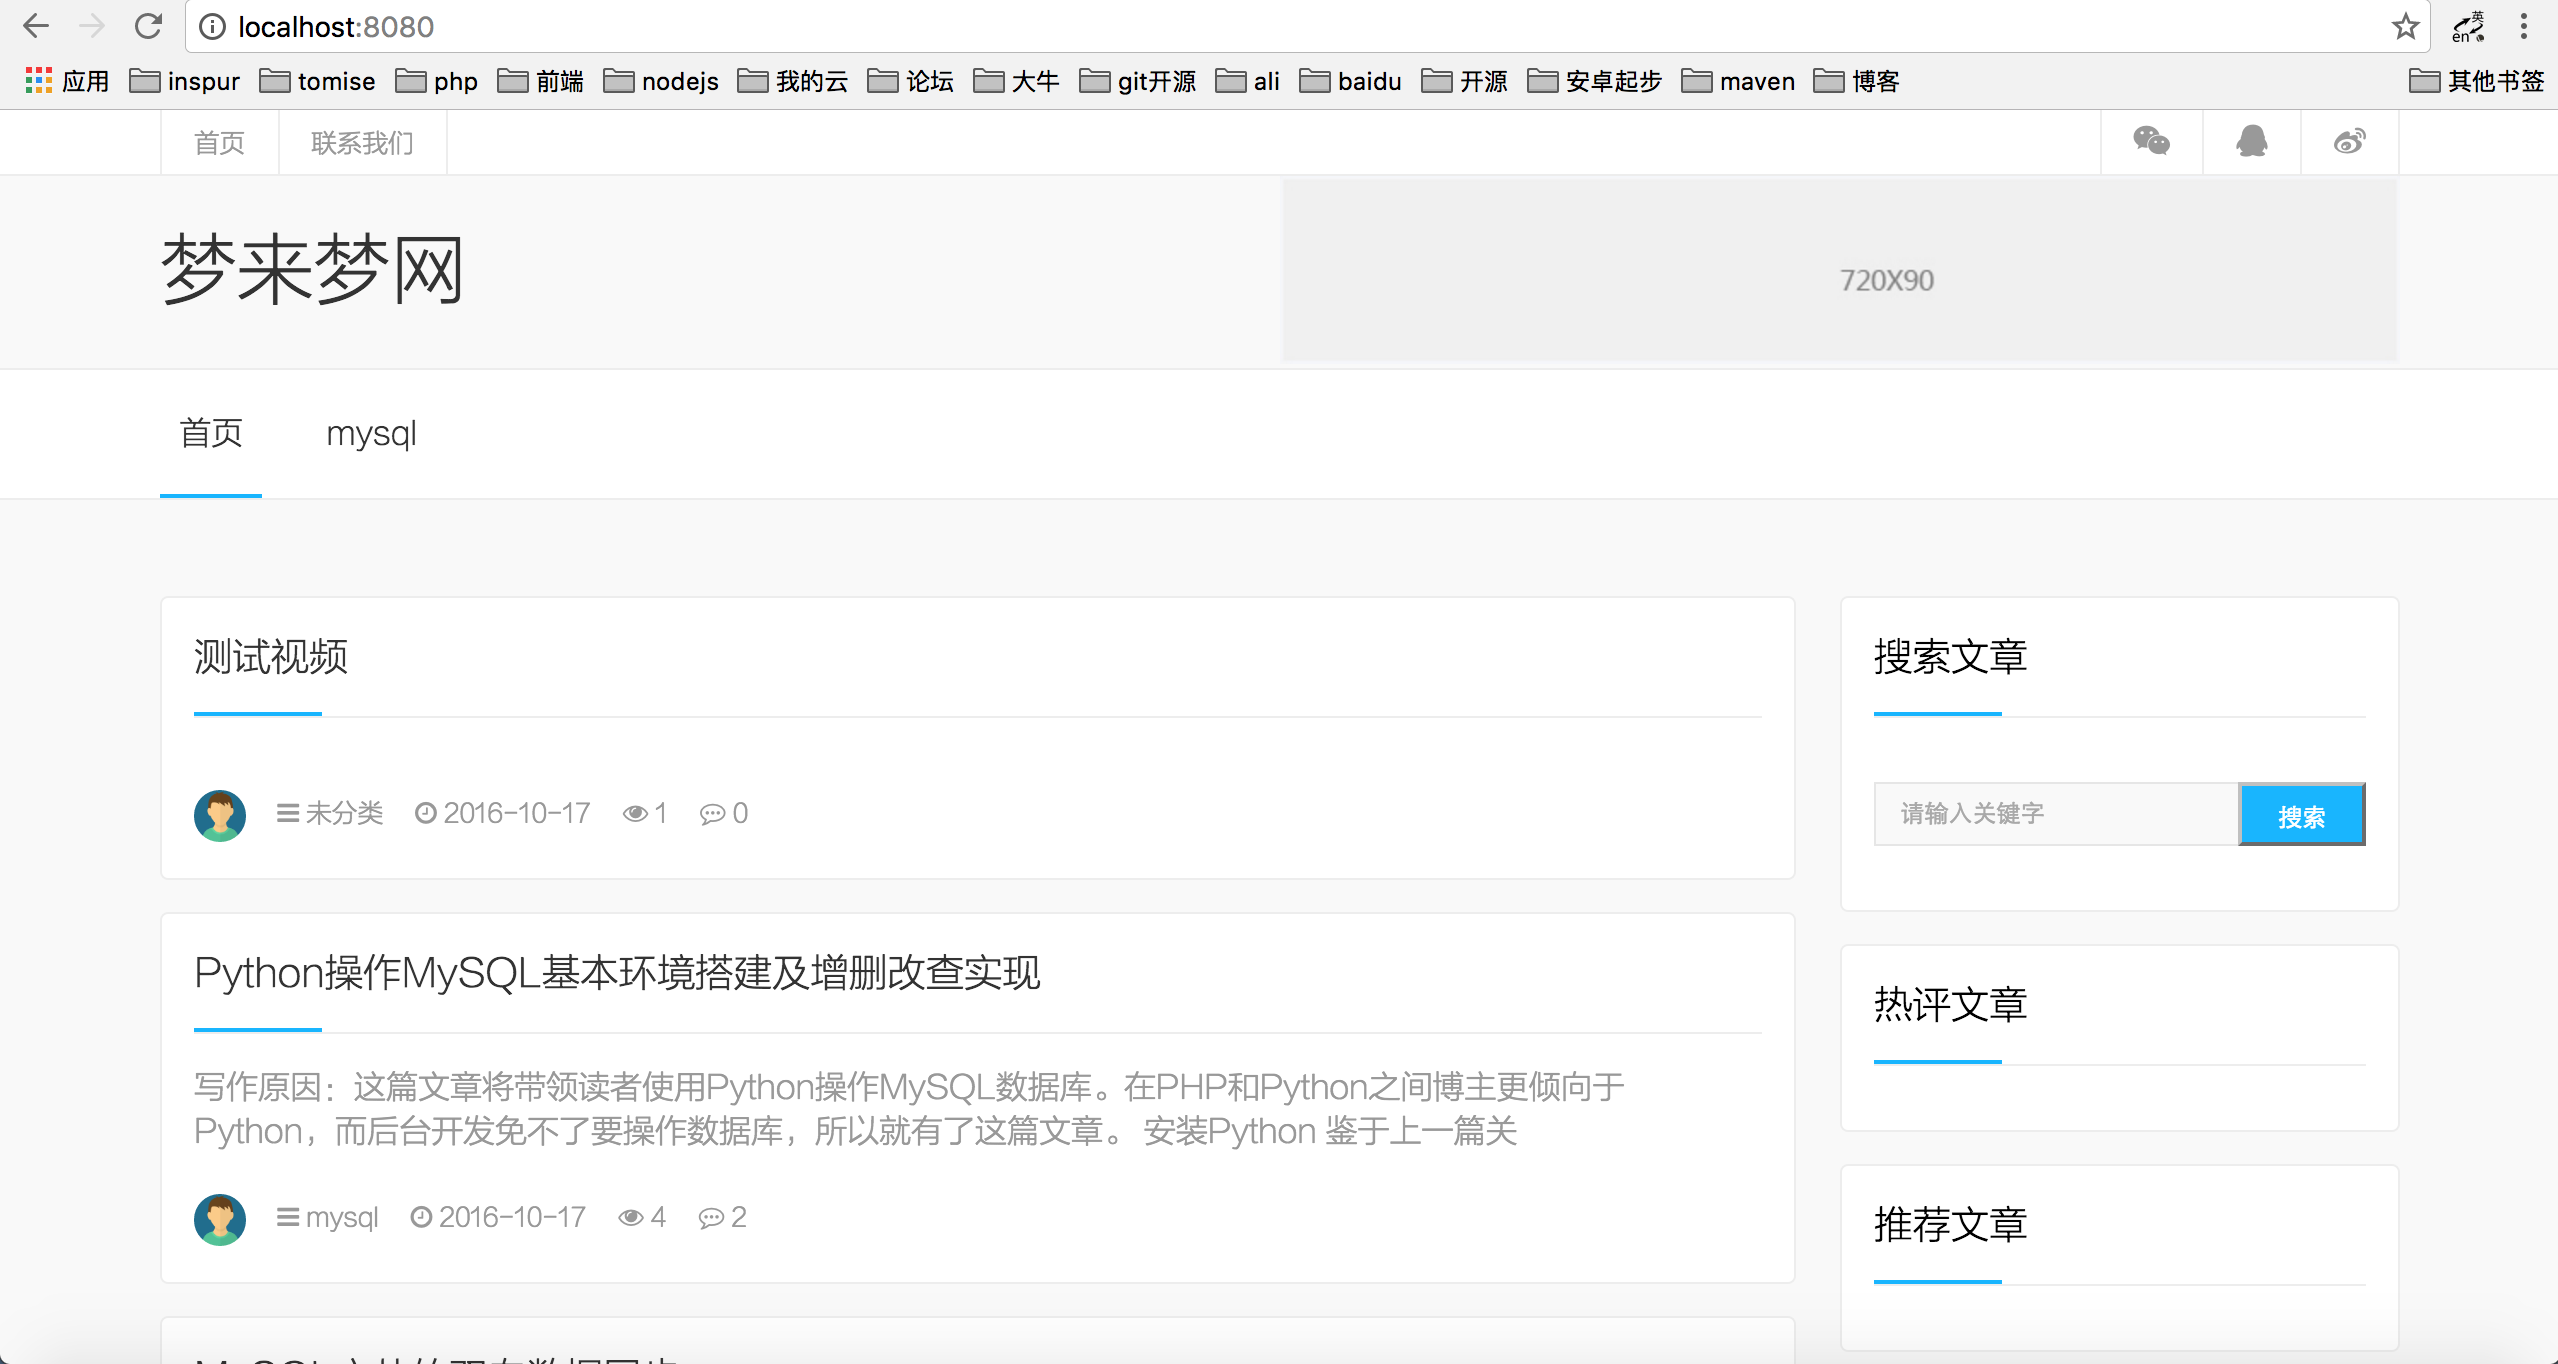 localhost:8080
应用 inspur tomise php 前端 nodejs 我的云 论坛 大牛 git开源 ali baidu 开源 安卓起步 maven 博客 其他书签
首页 联系我们
梦来梦网
720X90
首页 mysql
测试视频
未分类 2016-10-17 1 0
Python操作MySQL基本环境搭建及增删改查实现
写作原因：这篇文章将带领读者使用Python操作MySQL数据库。在PHP和Python之间博主更倾向于
Python，而后台开发免不了要操作数据库，所以就有了这篇文章。 安装Python 鉴于上一篇关
mysql 2016-10-17 4 2
搜索文章
请输入关键字 搜索
热评文章
推荐文章